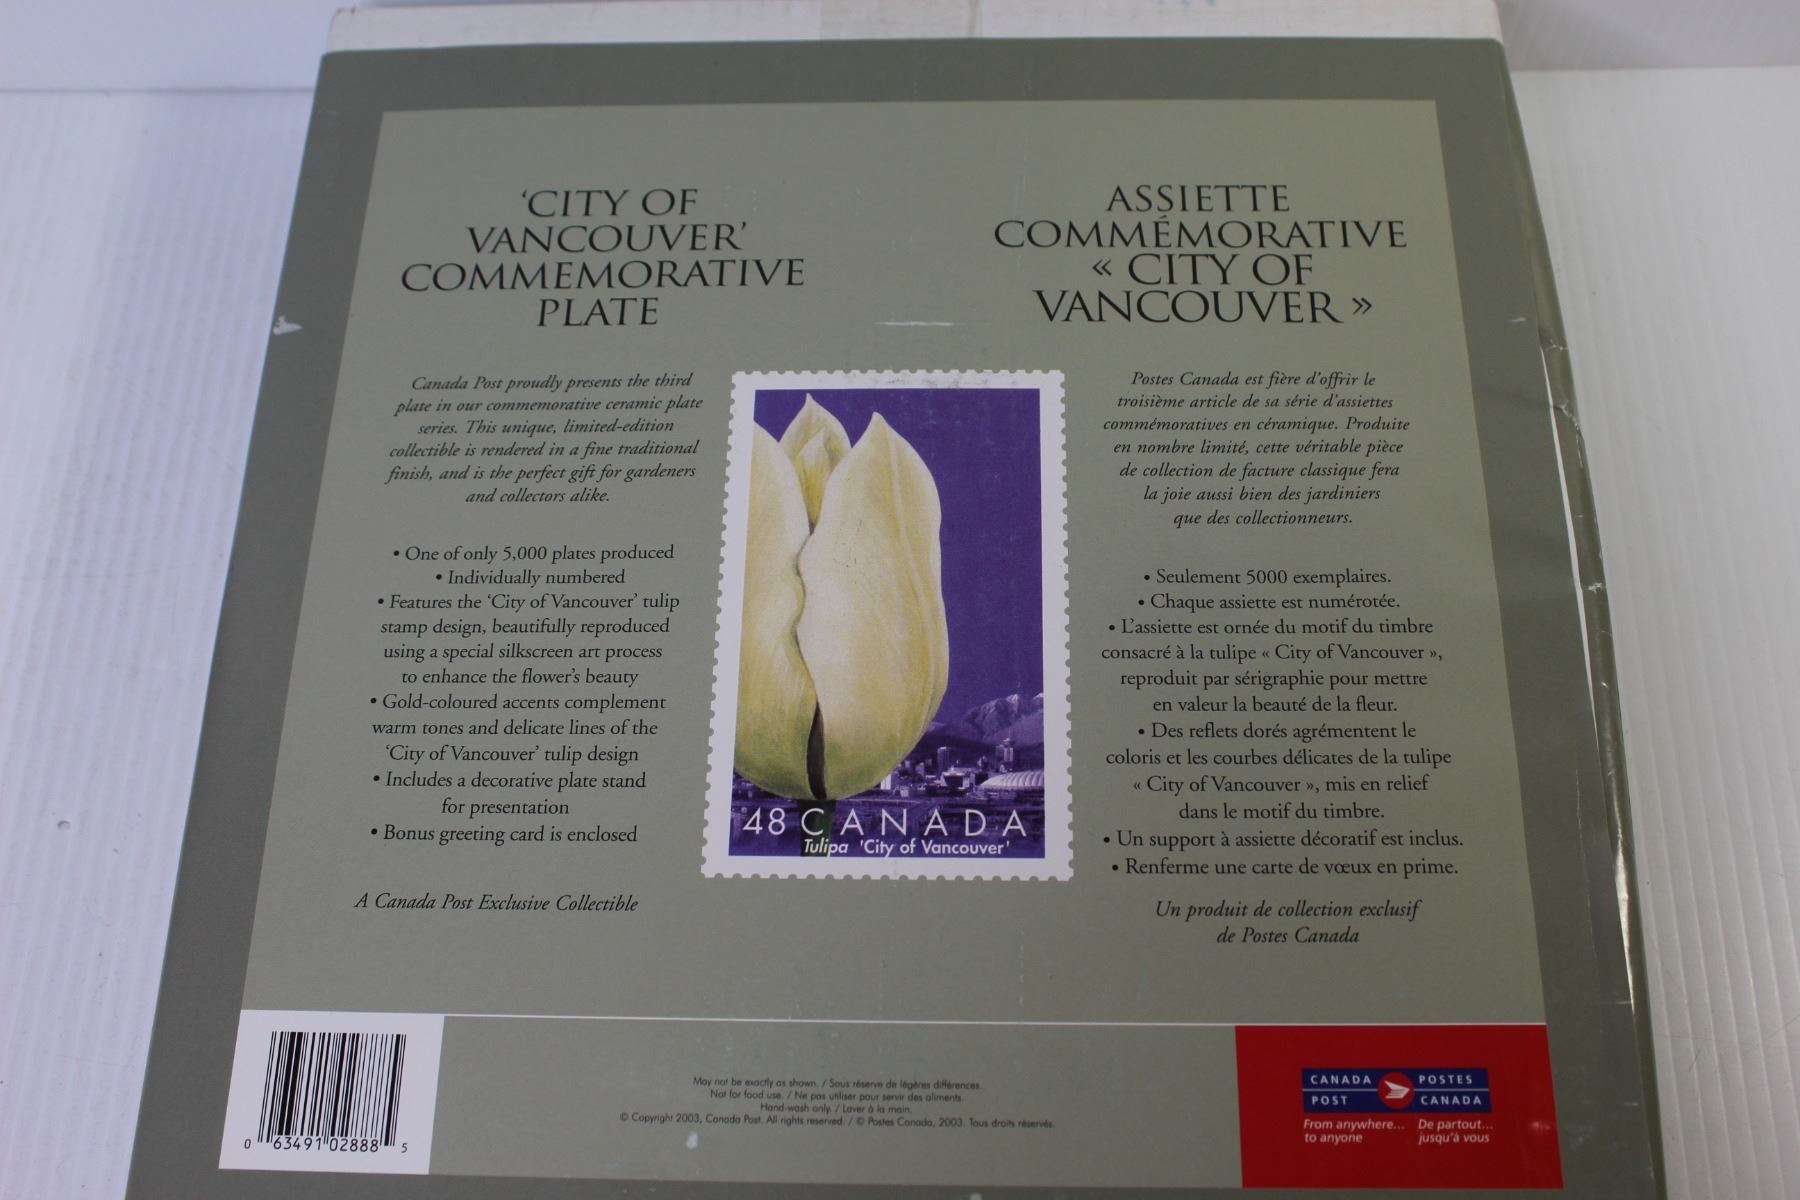 ‘CITY OF
VANCOUVER’
COMMEMORATIVE
PLATE
Canada Post proudly presents the third
plate in our commemorative ceramic plate
series. This unique, limited-edition
collectible is rendered in a fine traditional
finish, and is the perfect gift for gardeners
and collectors alike.
• One of only 5,000 plates produced
• Individually numbered
• Features the ‘City of Vancouver’ tulip
stamp design, beautifully reproduced
using a special silkscreen art process
to enhance the flower’s beauty
• Gold-coloured accents complement
warm tones and delicate lines of the
‘City of Vancouver’ tulip design
• Includes a decorative plate stand
for presentation
• Bonus greeting card is enclosed
A Canada Post Exclusive Collectible
48 CANADA
Tulipa 'City of Vancouver'
ASSIETTE
COMMÉMORATIVE
« CITY OF
VANCOUVER »
Postes Canada est fière d’offrir le
troisième article de sa série d’assiettes
commémoratives en céramique. Produite
en nombre limité, cette véritable pièce
de collection de facture classique fera
la joie aussi bien des jardiniers
que des collectionneurs.
• Seulement 5000 exemplaires.
• Chaque assiette est numérotée.
• L’assiette est ornée du motif du timbre
consacré à la tulipe « City of Vancouver »,
reproduit par sérigraphie pour mettre
en valeur la beauté de la fleur.
• Des reflets dorés agrémentent le
coloris et les courbes délicates de la tulipe
« City of Vancouver », mis en relief
dans le motif du timbre.
• Un support à assiette décoratif est inclus.
• Renferme une carte de vœux en prime.
Un produit de collection exclusif
de Postes Canada
0 63491 02888 5
May not be exactly as shown. / Sous réserve de légères différences.
Not for food use. / Ne pas utiliser pour servir des aliments.
Hand-wash only. / Laver à la main.
© Copyright 2003, Canada Post. All rights reserved. / © Postes Canada, 2003. Tous droits réservés.
CANADA POST
POSTES CANADA
From anywhere...
to anyone
De partout...
jusqu'à vous